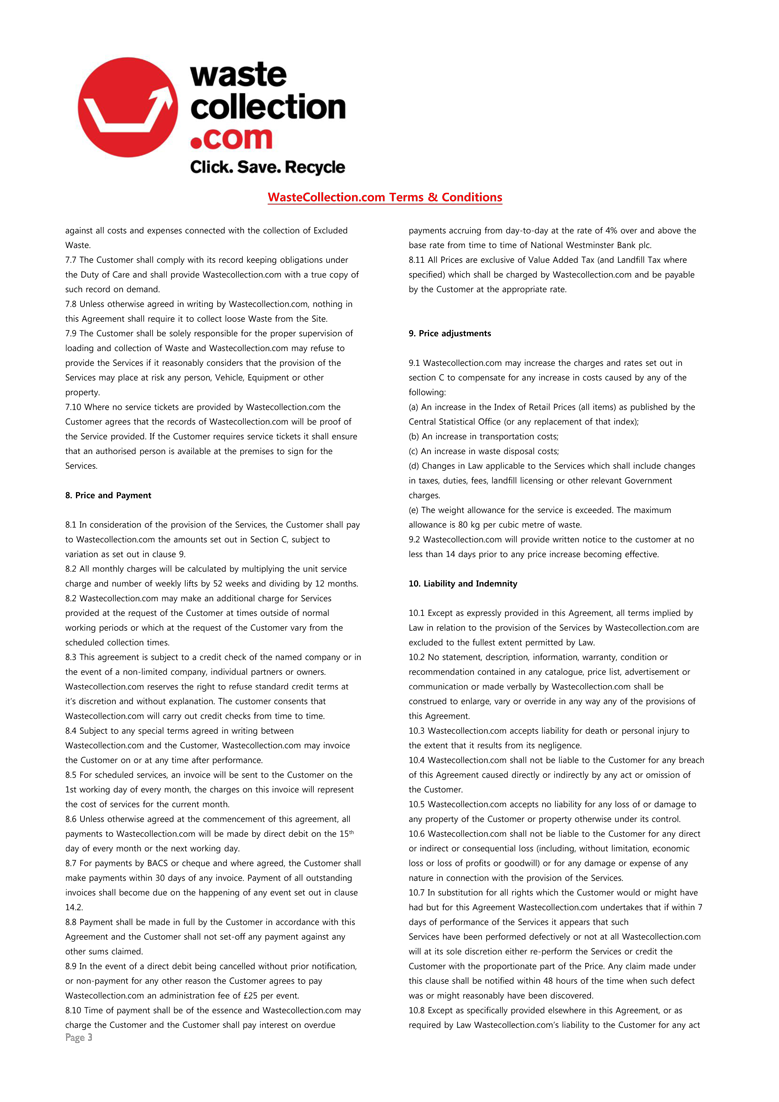 waste
collection
.com
Click. Save. Recycle
WasteCollection.com Terms & Conditions
against all costs and expenses connected with the collection of Excluded
Waste.
7.7 The Customer shall comply with its record keeping obligations under
the Duty of Care and shall provide Wastecollection.com with a true copy of
such record on demand.
7.8 Unless otherwise agreed in writing by Wastecollection.com, nothing in
this Agreement shall require it to collect loose Waste from the Site.
7.9 The Customer shall be solely responsible for the proper supervision of
loading and collection of Waste and Wastecollection.com may refuse to
provide the Services if it reasonably considers that the provision of the
Services may place at risk any person, Vehicle, Equipment or other
property.
7.10 Where no service tickets are provided by Wastecollection.com the
Customer agrees that the records of Wastecollection.com will be proof of
the Service provided. If the Customer requires service tickets it shall ensure
that an authorised person is available at the premises to sign for the
Services.
8. Price and Payment
8.1 In consideration of the provision of the Services, the Customer shall pay
to Wastecollection.com the amounts set out in Section C, subject to
variation as set out in clause 9.
8.2 All monthly charges will be calculated by multiplying the unit service
charge and number of weekly lifts by 52 weeks and dividing by 12 months.
8.2 Wastecollection.com may make an additional charge for Services
provided at the request of the Customer at times outside of normal
working periods or which at the request of the Customer vary from the
scheduled collection times.
8.3 This agreement is subject to a credit check of the named company or in
the event of a non-limited company, individual partners or owners.
Wastecollection.com reserves the right to refuse standard credit terms at
it's discretion and without explanation. The customer consents that
Wastecollection.com will carry out credit checks from time to time.
8.4 Subject to any special terms agreed in writing between
Wastecollection.com and the Customer, Wastecollection.com may invoice
the Customer on or at any time after performance.
8.5 For scheduled services, an invoice will be sent to the Customer on the
1st working day of every month, the charges on this invoice will represent
the cost of services for the current month.
8.6 Unless otherwise agreed at the commencement of this agreement, all
payments to Wastecollection.com will be made by direct debit on the 15th
day of every month or the next working day.
8.7 For payments by BACS or cheque and where agreed, the Customer shall
make payments within 30 days of any invoice. Payment of all outstanding
invoices shall become due on the happening of any event set out in clause
14.2.
8.8 Payment shall be made in full by the Customer in accordance with this
Agreement and the Customer shall not set-off any payment against any
other sums claimed.
8.9 In the event of a direct debit being cancelled without prior notification,
or non-payment for any other reason the Customer agrees to pay
Wastecollection.com an administration fee of £25 per event.
8.10 Time of payment shall be of the essence and Wastecollection.com may
charge the Customer and the Customer shall pay interest on overdue
payments accruing from day-to-day at the rate of 4% over and above the
base rate from time to time of National Westminster Bank plc.
8.11 All Prices are exclusive of Value Added Tax (and Landfill Tax where
specified) which shall be charged by Wastecollection.com and be payable
by the Customer at the appropriate rate.
9. Price adjustments
9.1 Wastecollection.com may increase the charges and rates set out in
section C to compensate for any increase in costs caused by any of the
following:
(a) An increase in the Index of Retail Prices (all items) as published by the
Central Statistical Office (or any replacement of that index);
(b) An increase in transportation costs;
(c) An increase in waste disposal costs;
(d) Changes in Law applicable to the Services which shall include changes
in taxes, duties, fees, landfill licensing or other relevant Government
charges.
(e) The weight allowance for the service is exceeded. The maximum
allowance is 80 kg per cubic metre of waste.
9.2 Wastecollection.com will provide written notice to the customer at no
less than 14 days prior to any price increase becoming effective.
10. Liability and Indemnity
10.1 Except as expressly provided in this Agreement, all terms implied by
Law in relation to the provision of the Services by Wastecollection.com are
excluded to the fullest extent permitted by Law.
10.2 No statement, description, information, warranty, condition or
recommendation contained in any catalogue, price list, advertisement or
communication or made verbally by Wastecollection.com shall be
construed to enlarge, vary or override in any way any of the provisions of
this Agreement.
10.3 Wastecollection.com accepts liability for death or personal injury to
the extent that it results from its negligence.
10.4 Wastecollection.com shall not be liable to the Customer for any breach
of this Agreement caused directly or indirectly by any act or omission of
the Customer.
10.5 Wastecollection.com accepts no liability for any loss of or damage to
any property of the Customer or property otherwise under its control.
10.6 Wastecollection.com shall not be liable to the Customer for any direct
or indirect or consequential loss (including, without limitation, economic
loss or loss of profits or goodwill) or for any damage or expense of any
nature in connection with the provision of the Services.
10.7 In substitution for all rights which the Customer would or might have
had but for this Agreement Wastecollection.com undertakes that if within 7
days of performance of the Services it appears that such
Services have been performed defectively or not at all Wastecollection.com
will at its sole discretion either re-perform the Services or credit the
Customer with the proportionate part of the Price. Any claim made under
this clause shall be notified within 48 hours of the time when such defect
was or might reasonably have been discovered.
10.8 Except as specifically provided elsewhere in this Agreement, or as
required by Law Wastecollection.com's liability to the Customer for any act
Page 3